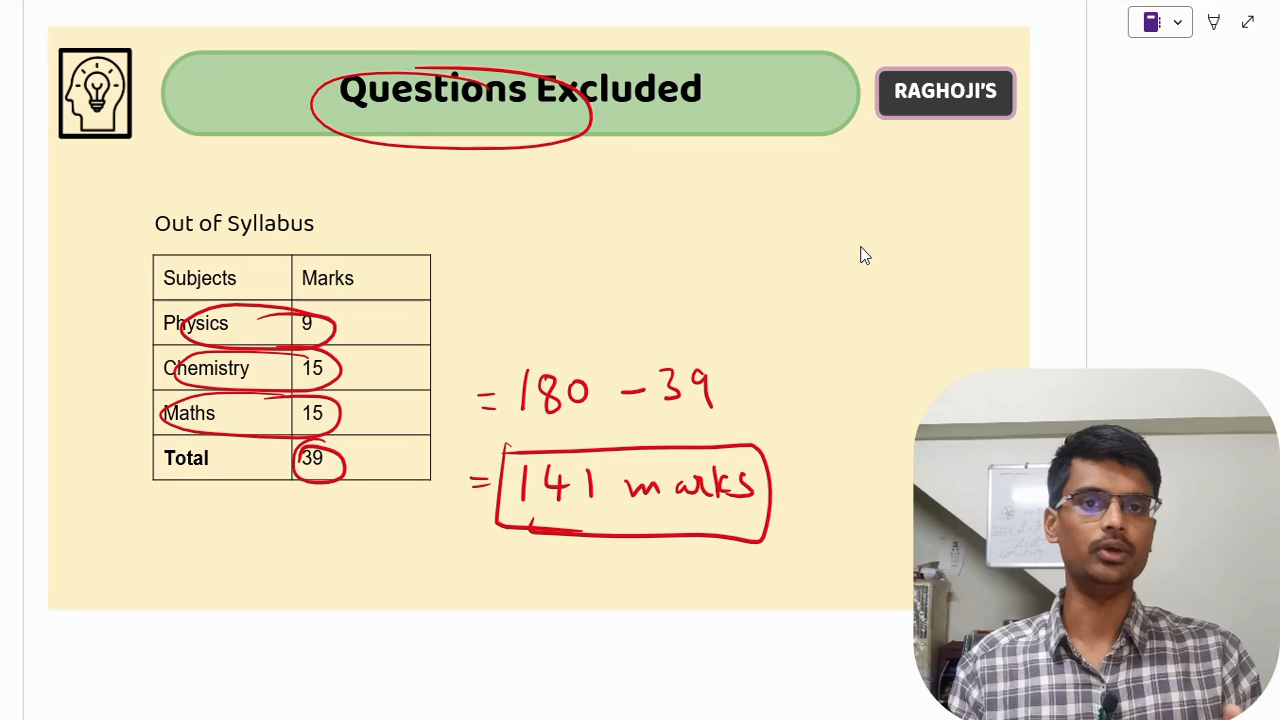 Questions Excluded
RAGHOJI'S
Out of Syllabus
Subjects Marks
Physics 9
Chemistry 15
Maths 15
Total 39
= 180 - 39
= 141 marks